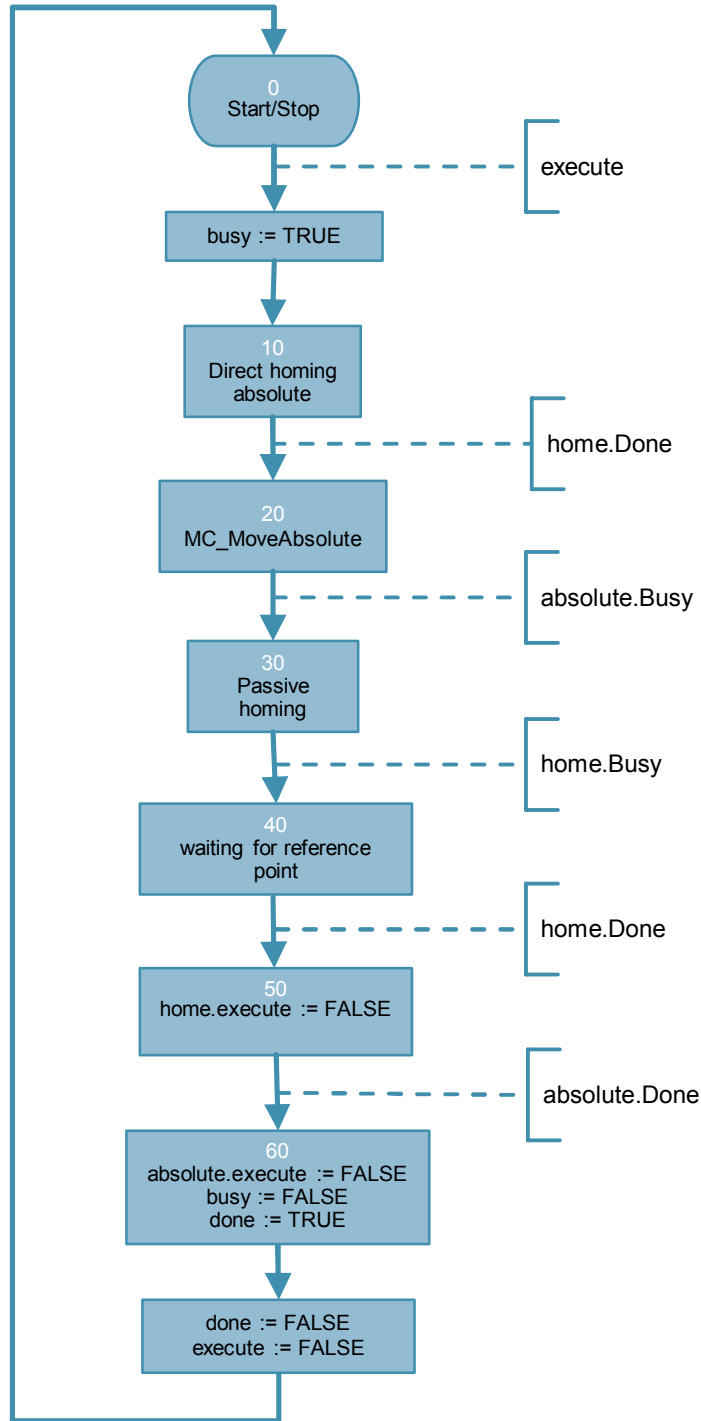 0
Start/Stop
execute
busy := TRUE
10
Direct homing
absolute
home.Done
20
MC_MoveAbsolute
absolute.Busy
30
Passive
homing
home.Busy
40
waiting for reference
point
home.Done
50
home.execute := FALSE
absolute.Done
60
absolute.execute := FALSE
busy := FALSE
done := TRUE
done := FALSE
execute := FALSE